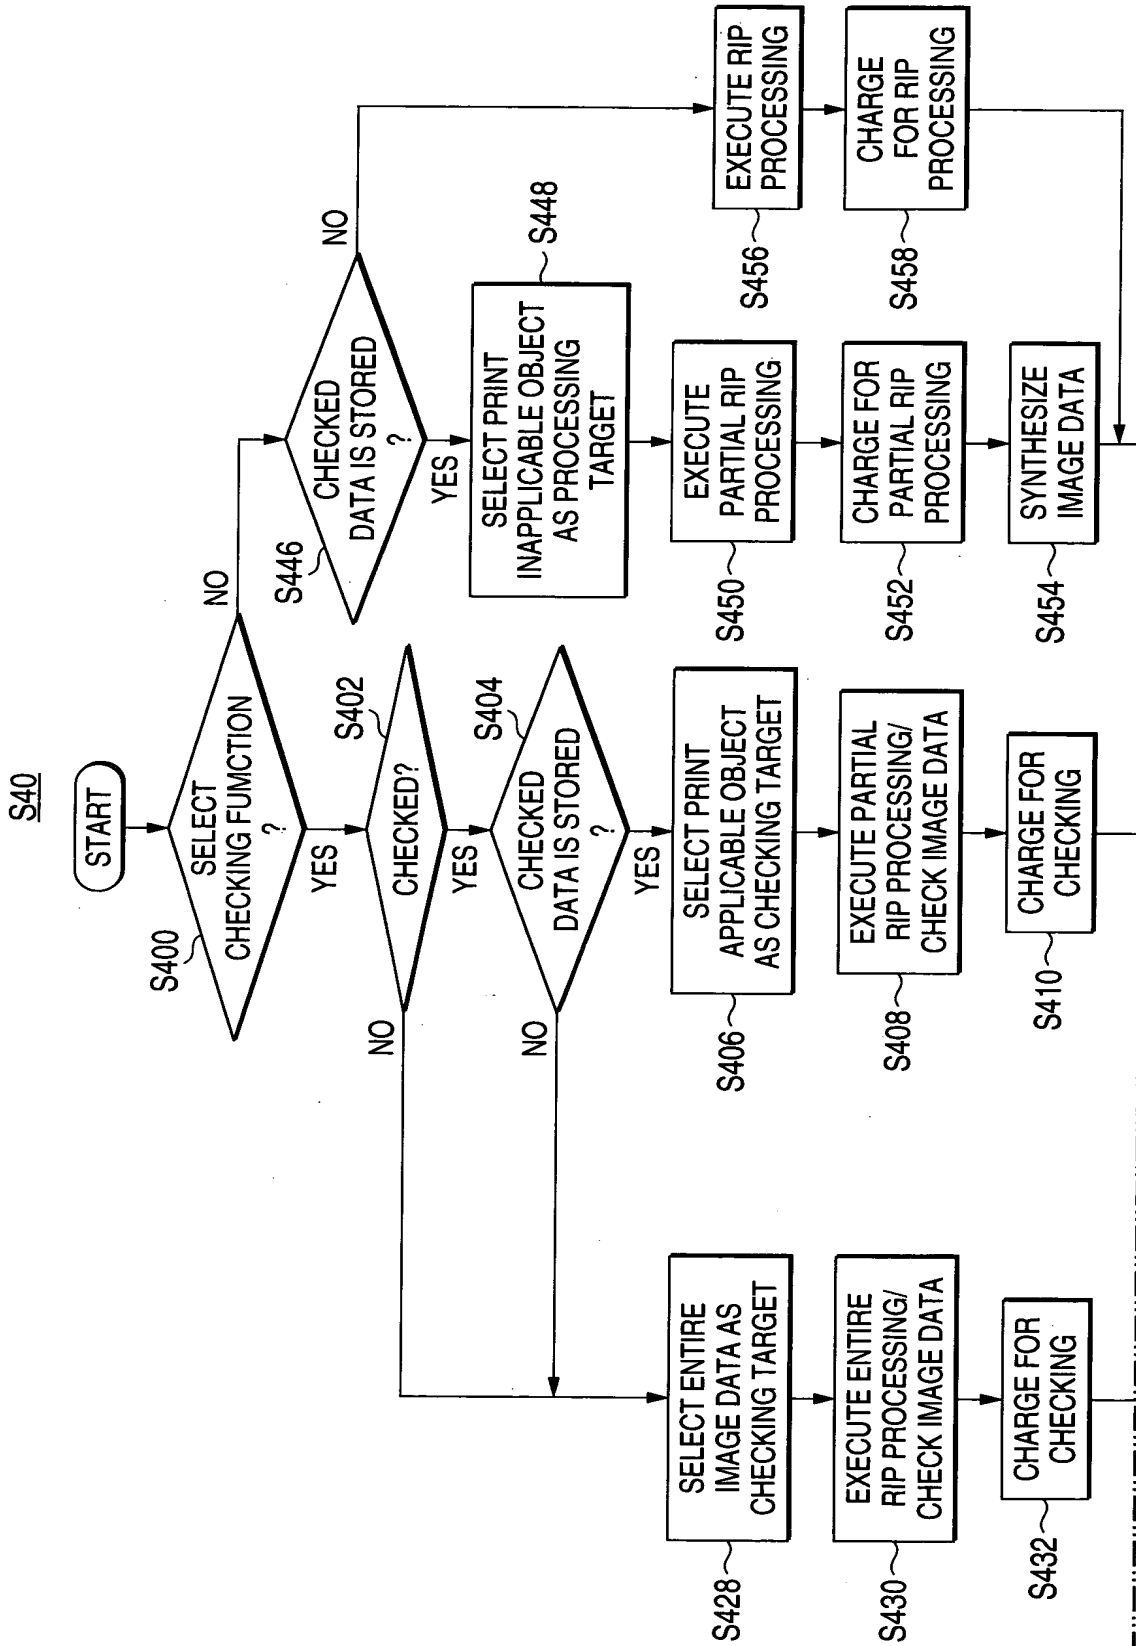 S40
START
SELECT
CHECKING FUNCTION
?
S400
NO
YES
CHECKED?
S402
NO
YES
CHECKED
DATA IS STORED
?
S404
NO
YES
SELECT PRINT
APPLICABLE OBJECT
AS CHECKING TARGET
S406
EXECUTE PARTIAL
RIP PROCESSING/
CHECK IMAGE DATA
S408
CHARGE FOR
CHECKING
S410
SELECT ENTIRE
IMAGE DATA AS
CHECKING TARGET
S428
EXECUTE ENTIRE
RIP PROCESSING/
CHECK IMAGE DATA
S430
CHARGE FOR
CHECKING
S432
CHECKED
DATA IS STORED
?
S446
NO
YES
SELECT PRINT
INAPPLICABLE OBJECT
AS PROCESSING
TARGET
S448
EXECUTE
PARTIAL RIP
PROCESSING
S450
CHARGE FOR
PARTIAL RIP
PROCESSING
S452
SYNTHESIZE
IMAGE DATA
S454
EXECUTE RIP
PROCESSING
S456
CHARGE
FOR RIP
PROCESSING
S458